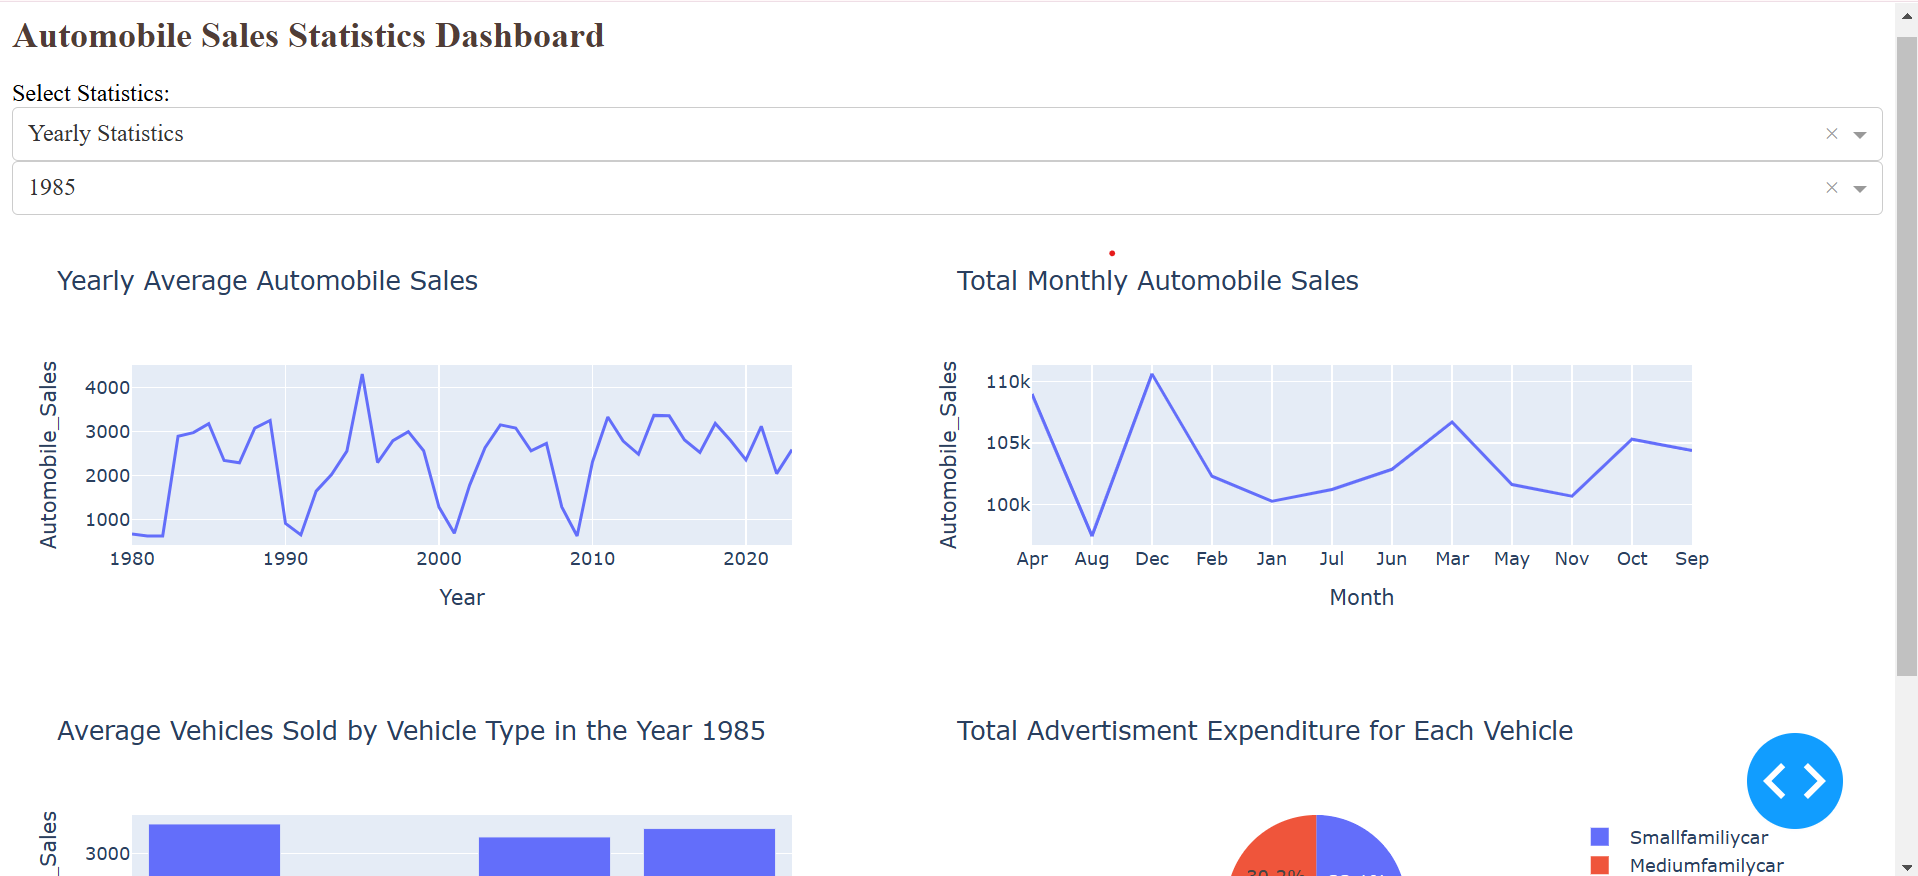 Automobile Sales Statistics Dashboard
Select Statistics:
Yearly Statistics
1985
Yearly Average Automobile Sales
Automobile_Sales
4000
3000
2000
1000
1980 1990 2000 2010 2020
Year
Total Monthly Automobile Sales
Automobile_Sales
110k
105k
100k
Apr Aug Dec Feb Jan Jul Jun Mar May Nov Oct Sep
Month
Average Vehicles Sold by Vehicle Type in the Year 1985
_Sales
3000
Total Advertisment Expenditure for Each Vehicle
Smallfamiliycar
Mediumfamilycar